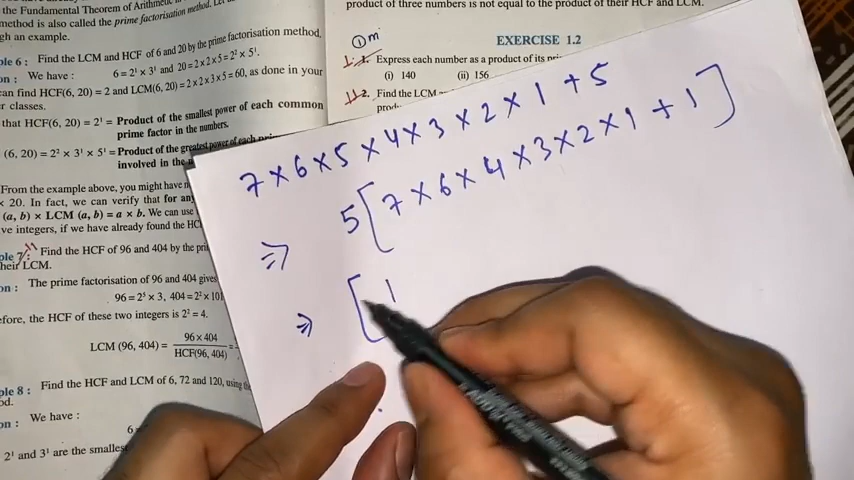 the Fundamental Theorem of Arithmetic
method is also called the prime factorisation method.
gh an example.
ple 6 : Find the LCM and HCF of 6 and 20 by the prime factorisation method.
on : We have : 6 = 2¹ × 3¹ and 20 = 2 × 2 × 5 = 2² × 5¹.
an find HCF(6, 20) = 2 and LCM(6, 20) = 2 × 2 × 3 × 5 = 60, as done in your
r classes.
that HCF(6, 20) = 2¹ = Product of the smallest power of each common
prime factor in the numbers.
(6, 20) = 2² × 3¹ × 5¹ = Product of the greatest power of each
involved in the
From the example above, you might have
× 20. In fact, we can verify that for any
(a, b) × LCM (a, b) = a × b. We can use
ve integers, if we have already found the HCF
ple 7 : Find the HCF of 96 and 404 by the pri
heir LCM.
on : The prime factorisation of 96 and 404 gives
96 = 2⁵ × 3, 404 = 2² × 101
efore, the HCF of these two integers is 2² = 4.
LCM (96, 404) = 96 × 404 / HCF(96, 404) =
ple 8 : Find the HCF and LCM of 6, 72 and 120, using
od.
on : We have : 6 =
2¹ and 3¹ are the smallest
product of three numbers is not equal to the product of their HCF and LCM.
① m
EXERCISE 1.2
1. Express each number as a product of its
(i) 140 (ii) 156
2. Find the LCM
prod
7 × 6 × 5 × 4 × 3 × 2 × 1 + 5
⇒ 5 [ 7 × 6 × 4 × 3 × 2 × 1 + 1 ]
⇒ [ 1